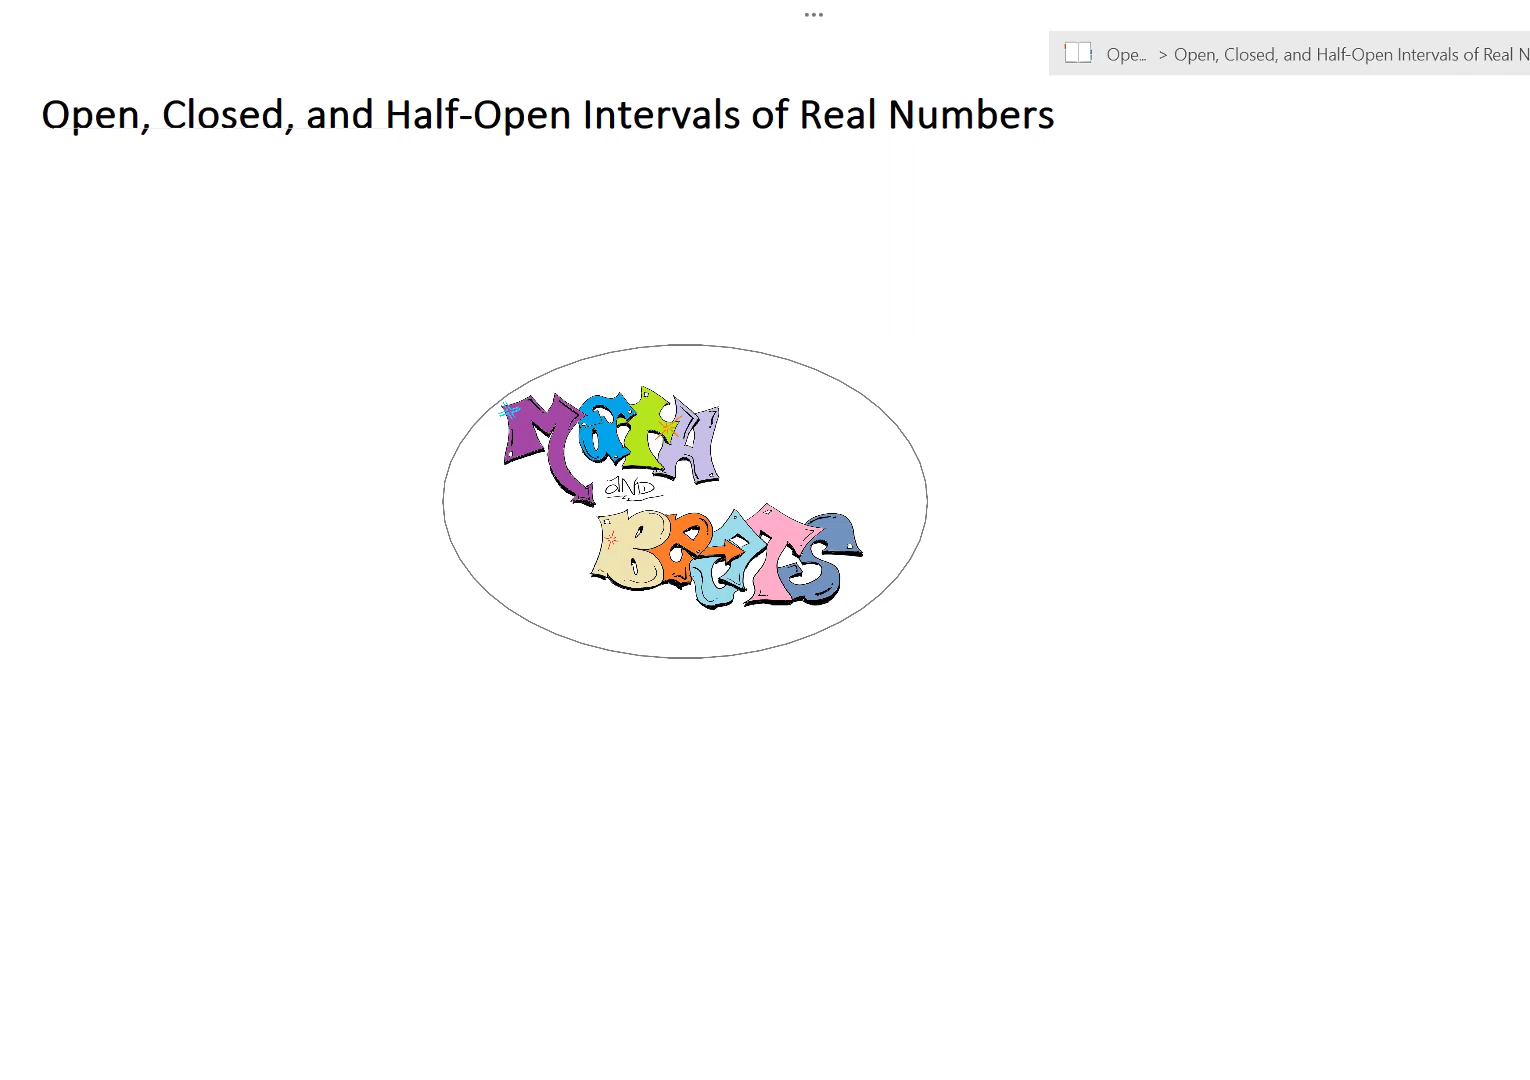 Ope... > Open, Closed, and Half-Open Intervals of Real N
Open, Closed, and Half-Open Intervals of Real Numbers
MatH
aND
BeaTS